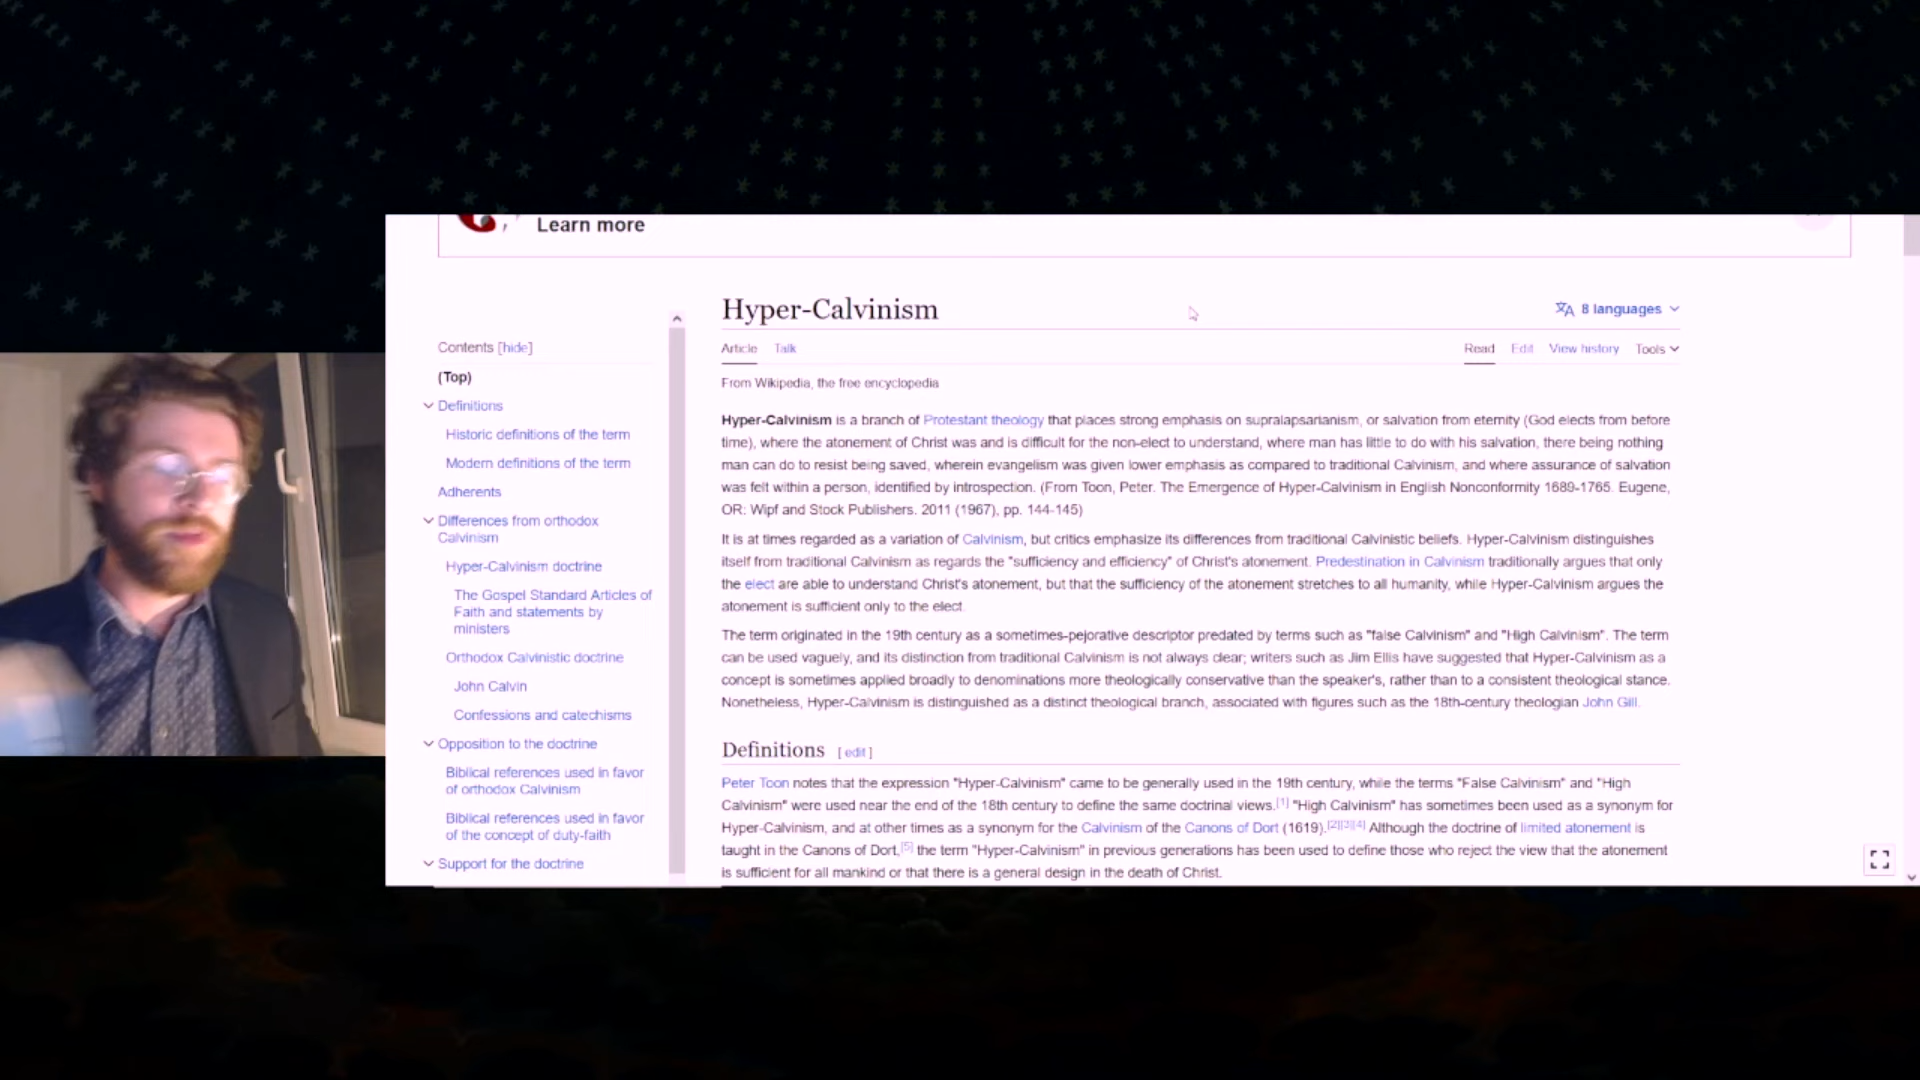 Learn more
Hyper-Calvinism
8 languages
Contents [hide]
(Top)
Definitions
Historic definitions of the term
Modern definitions of the term
Adherents
Differences from orthodox
Calvinism
Hyper-Calvinism doctrine
The Gospel Standard Articles of
Faith and statements by
ministers
Orthodox Calvinistic doctrine
John Calvin
Confessions and catechisms
Opposition to the doctrine
Biblical references used in favor
of orthodox Calvinism
Biblical references used in favor
of the concept of duty-faith
Support for the doctrine
Article Talk
Read Edit View history Tools
From Wikipedia, the free encyclopedia
Hyper-Calvinism is a branch of Protestant theology that places strong emphasis on supralapsarianism, or salvation from eternity (God elects from before
time), where the atonement of Christ was and is difficult for the non-elect to understand, where man has little to do with his salvation, there being nothing
man can do to resist being saved, wherein evangelism was given lower emphasis as compared to traditional Calvinism, and where assurance of salvation
was felt within a person, identified by introspection. (From Toon, Peter. The Emergence of Hyper-Calvinism in English Nonconformity 1689-1765. Eugene,
OR: Wipf and Stock Publishers. 2011 (1967), pp. 144-145)
It is at times regarded as a variation of Calvinism, but critics emphasize its differences from traditional Calvinistic beliefs. Hyper-Calvinism distinguishes
itself from traditional Calvinism as regards the "sufficiency and efficiency" of Christ's atonement. Predestination in Calvinism traditionally argues that only
the elect are able to understand Christ's atonement, but that the sufficiency of the atonement stretches to all humanity, while Hyper-Calvinism argues the
atonement is sufficient only to the elect.
The term originated in the 19th century as a sometimes-pejorative descriptor predated by terms such as "false Calvinism" and "High Calvinism". The term
can be used vaguely, and its distinction from traditional Calvinism is not always clear; writers such as Jim Ellis have suggested that Hyper-Calvinism as a
concept is sometimes applied broadly to denominations more theologically conservative than the speaker's, rather than to a consistent theological stance.
Nonetheless, Hyper-Calvinism is distinguished as a distinct theological branch, associated with figures such as the 18th-century theologian John Gill.
Definitions [ edit ]
Peter Toon notes that the expression "Hyper-Calvinism" came to be generally used in the 19th century, while the terms "False Calvinism" and "High
Calvinism" were used near the end of the 18th century to define the same doctrinal views.[1] "High Calvinism" has sometimes been used as a synonym for
Hyper-Calvinism, and at other times as a synonym for the Calvinism of the Canons of Dort (1619).[2][3][4] Although the doctrine of limited atonement is
taught in the Canons of Dort,[5] the term "Hyper-Calvinism" in previous generations has been used to define those who reject the view that the atonement
is sufficient for all mankind or that there is a general design in the death of Christ.